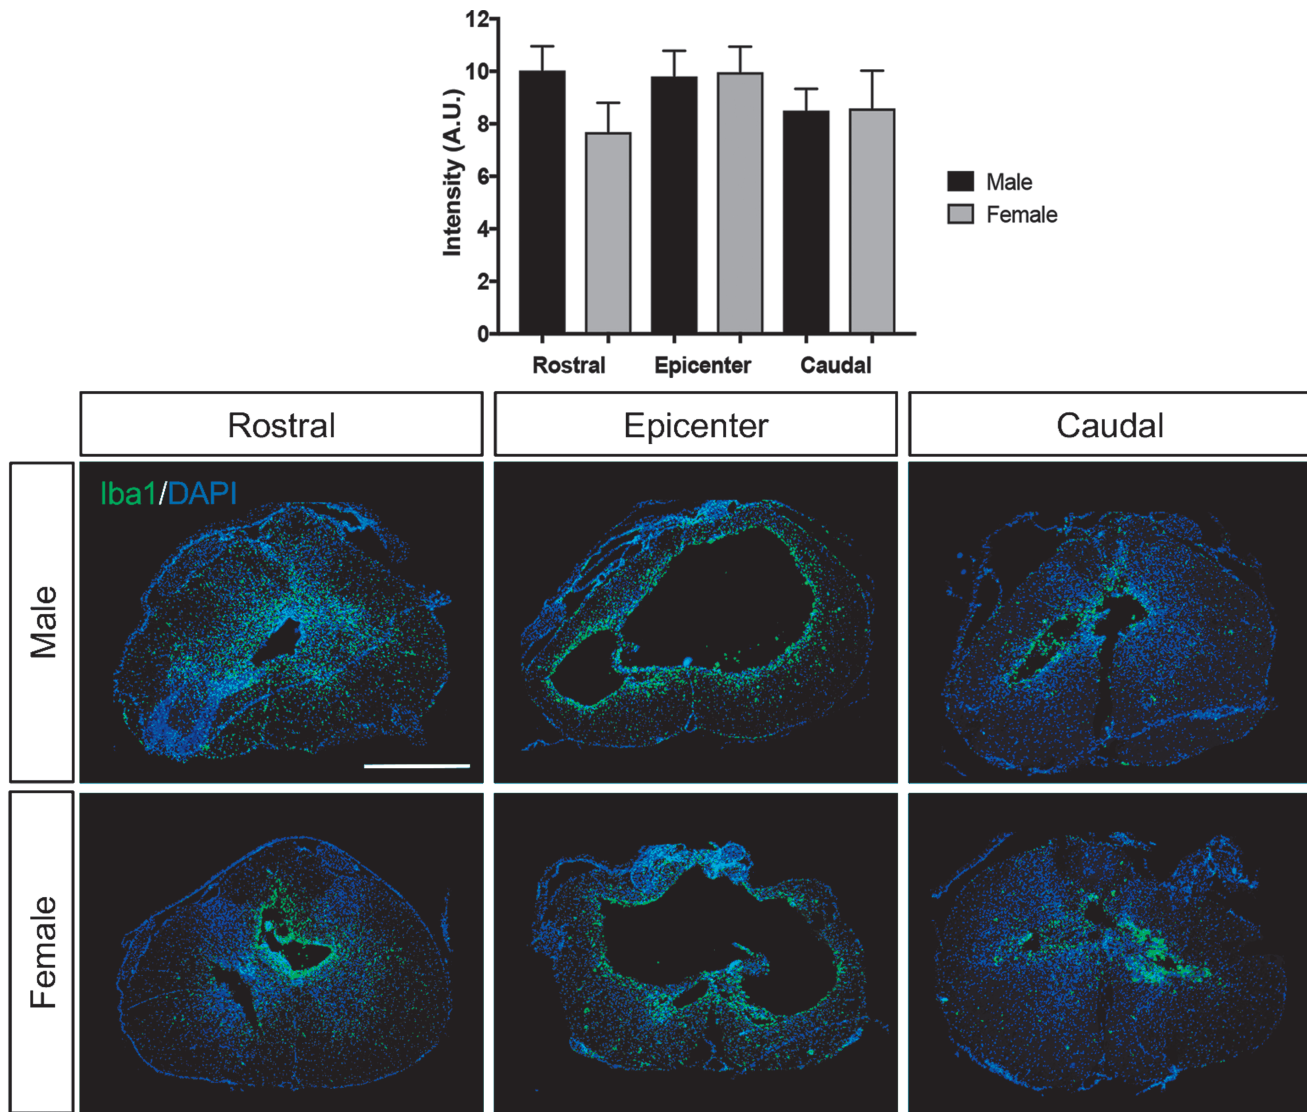 12
10
8
6
4
2
0
Intensity (A.U.)
Rostral Epicenter Caudal
Male
Female
Rostral Epicenter Caudal
Male
Iba1/DAPI
Female